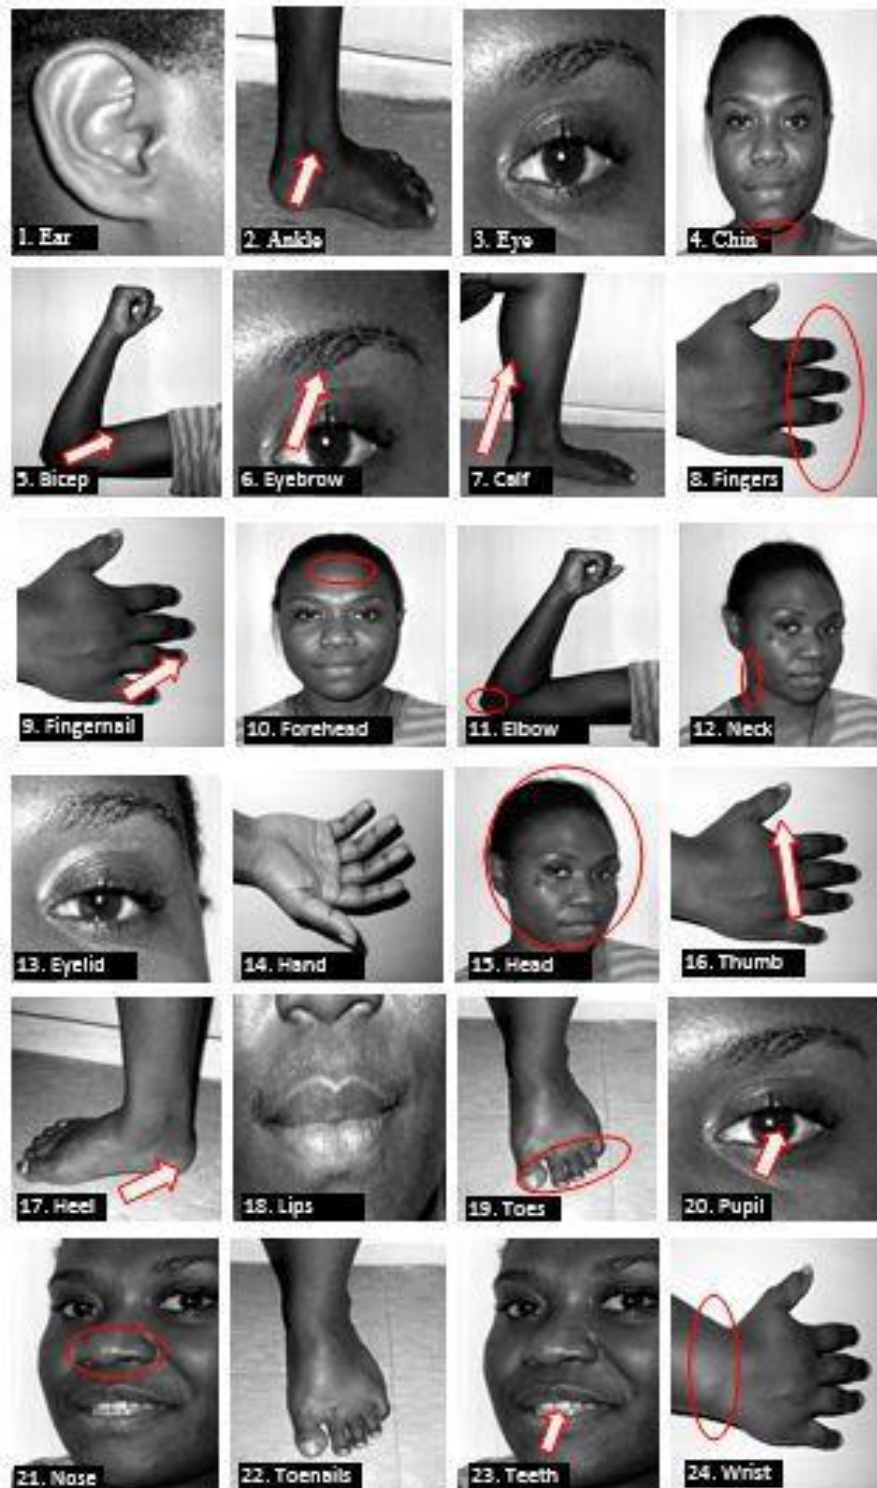 1. Ear
2. Ankle
3. Eye
4. Chin
5. Bicep
6. Eyebrow
7. Calf
8. Fingers
9. Fingernail
10. Forehead
11. Elbow
12. Neck
13. Eyelid
14. Hand
15. Head
16. Thumb
17. Heel
18. Lips
19. Toes
20. Pupil
21. Nose
22. Toenails
23. Teeth
24. Wrist